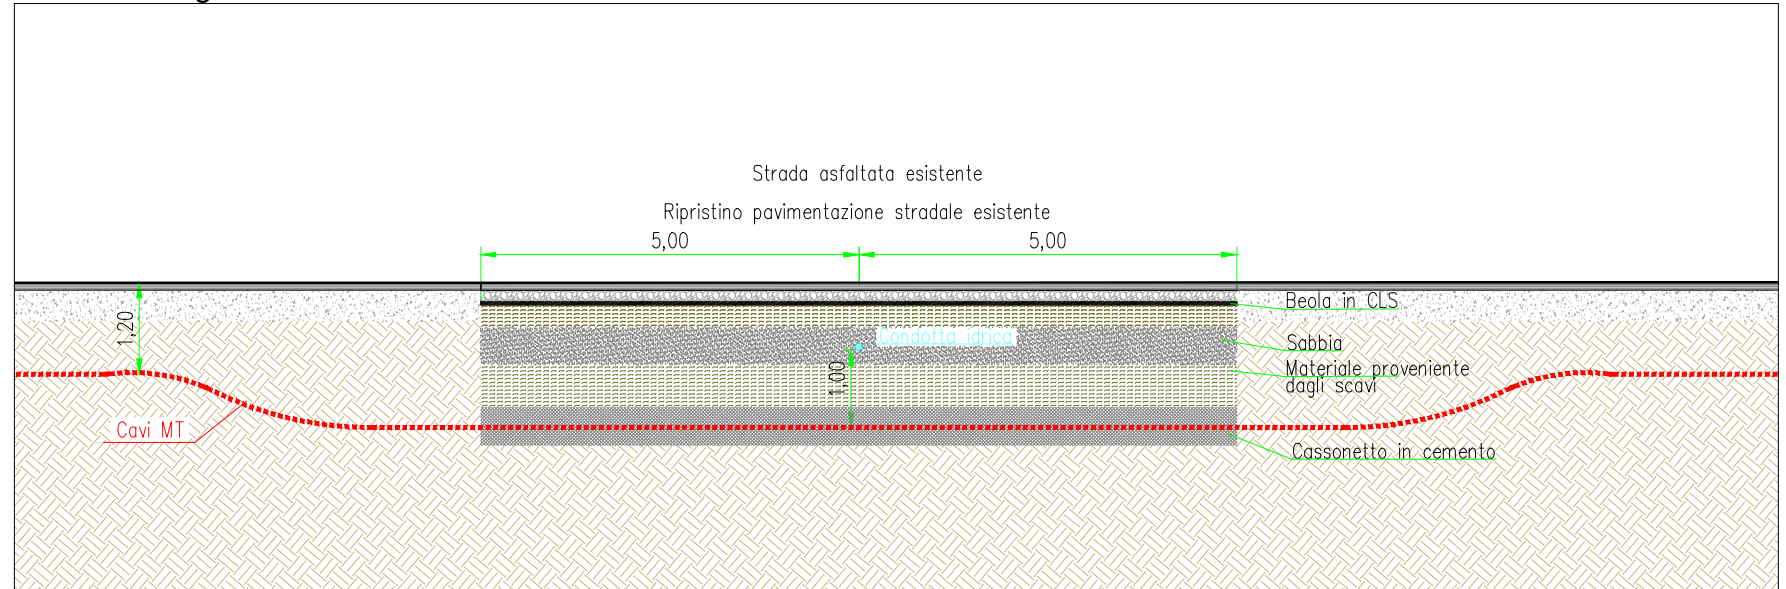 Strada asfaltata esistente
Ripristino pavimentazione stradale esistente
5,00 5,00
1,20
Beola in CLS
Condotta idrica
Sabbia
1,00
Materiale proveniente
dagli scavi
Cavi MT
Cassonetto in cemento